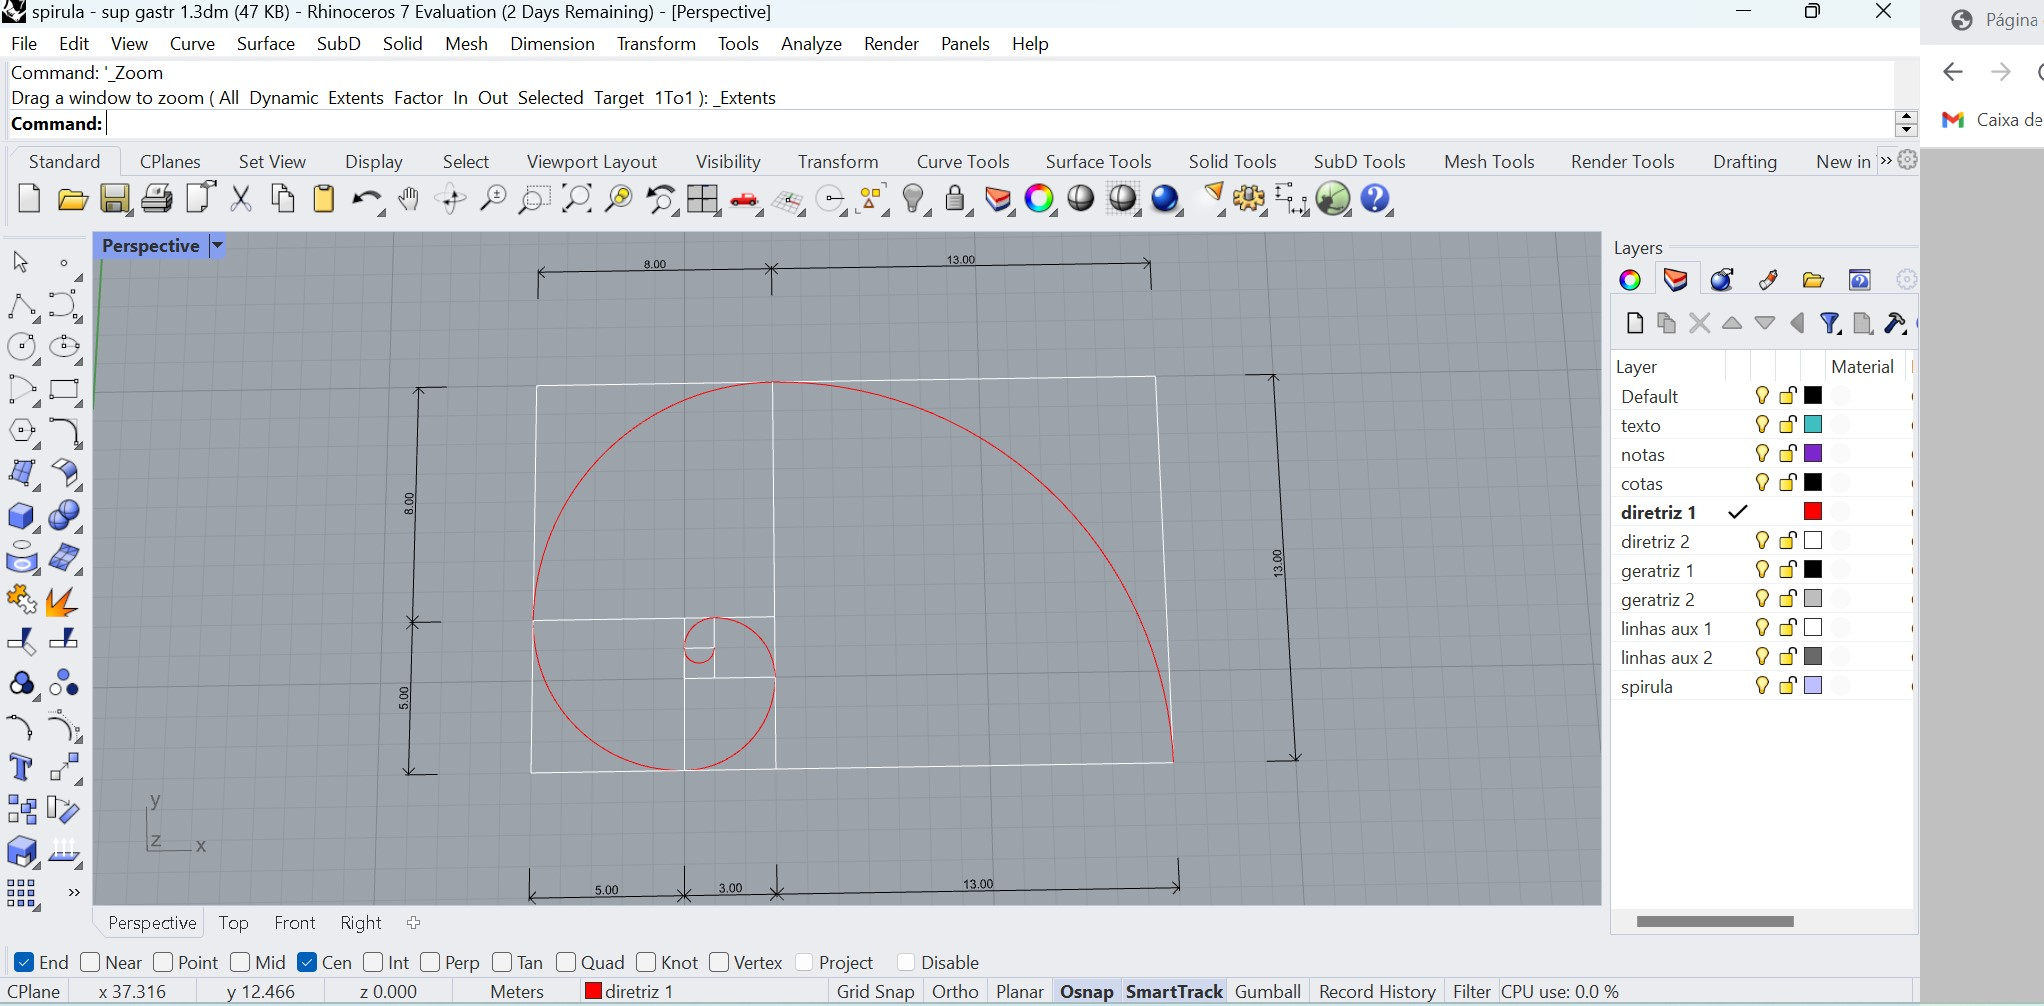 spirula - sup gastr 1.3dm (47 KB) - Rhinoceros 7 Evaluation (2 Days Remaining) - [Perspective]
Página
File Edit View Curve Surface SubD Solid Mesh Dimension Transform Tools Analyze Render Panels Help
Command: '_Zoom
Drag a window to zoom ( All Dynamic Extents Factor In Out Selected Target 1To1 ): _Extents
Command:
Caixa de
Standard CPlanes Set View Display Select Viewport Layout Visibility Transform Curve Tools Surface Tools Solid Tools SubD Tools Mesh Tools Render Tools Drafting New in »
Perspective
Layers
8.00 13.00
Layer Material
Default
texto
notas
cotas
diretriz 1
diretriz 2
geratriz 1
geratriz 2
linhas aux 1
linhas aux 2
spirula
8.00
13.00
5.00
y
z x
5.00 3.00 13.00
T
»
Perspective Top Front Right
End Near Point Mid Cen Int Perp Tan Quad Knot Vertex Project Disable
CPlane x 37.316 y 12.466 z 0.000 Meters diretriz 1 Grid Snap Ortho Planar Osnap SmartTrack Gumball Record History Filter CPU use: 0.0 %